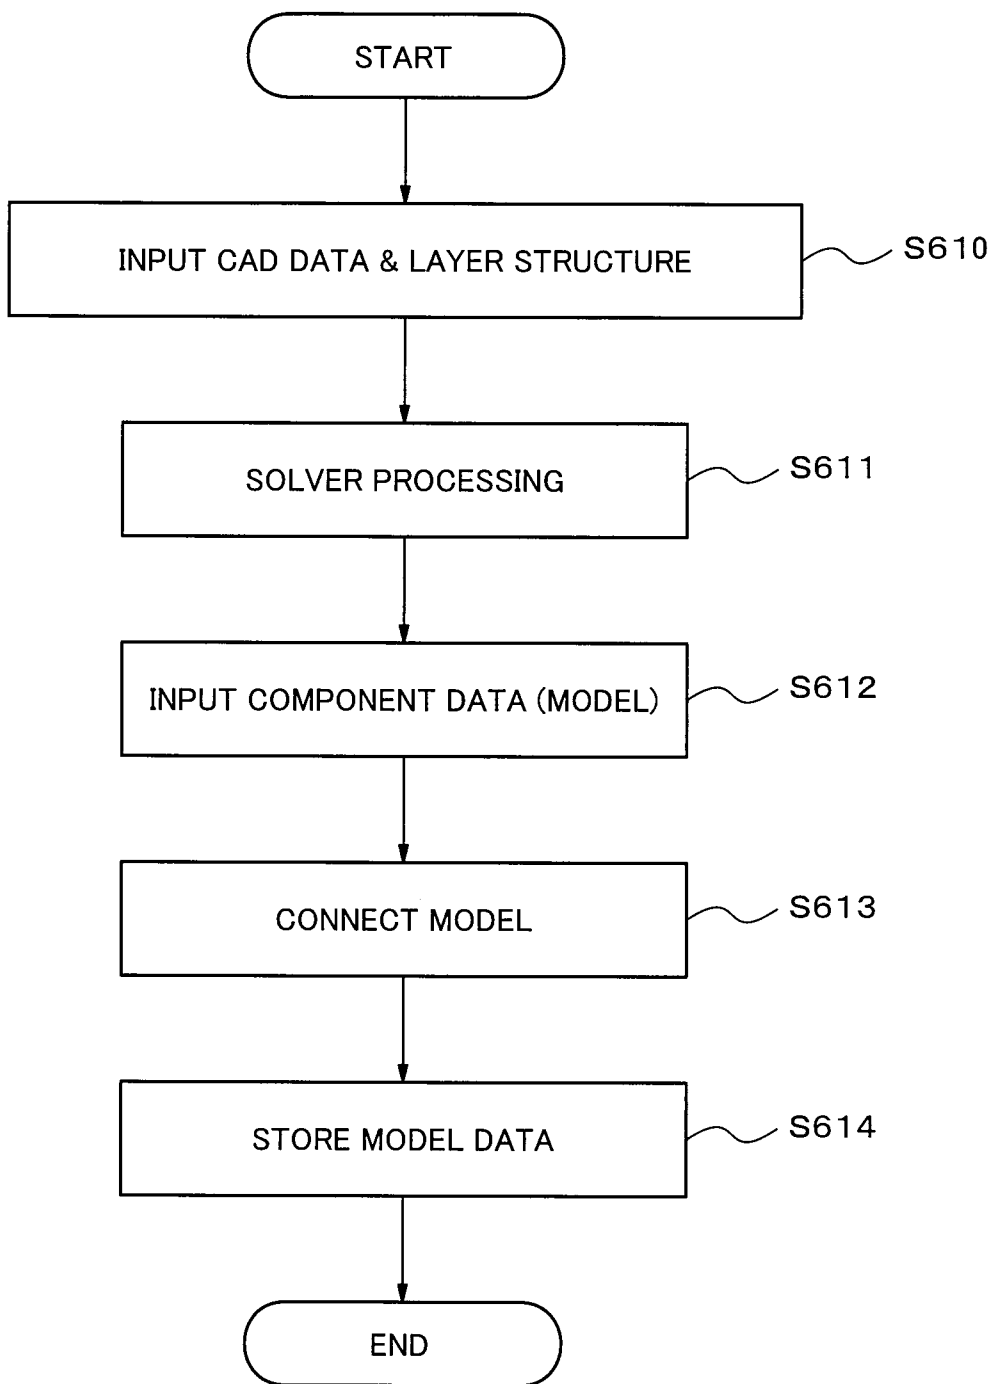 START
INPUT CAD DATA & LAYER STRUCTURE
S610
SOLVER PROCESSING
S611
INPUT COMPONENT DATA (MODEL)
S612
CONNECT MODEL
S613
STORE MODEL DATA
S614
END